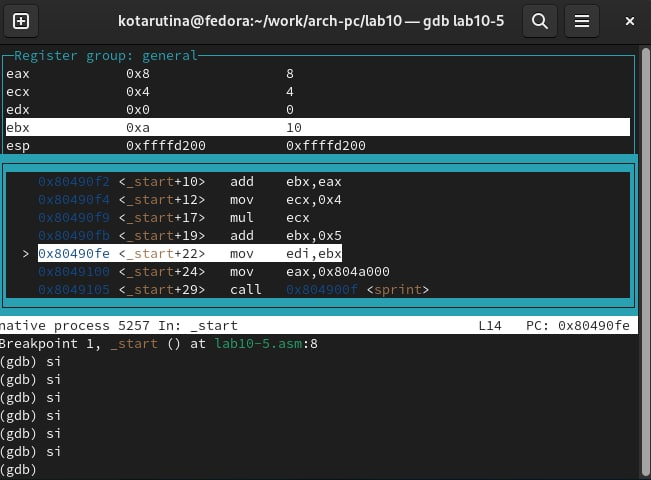 kotarutina@fedora:~/work/arch-pc/lab10 — gdb lab10-5
Register group: general
eax 0x8 8
ecx 0x4 4
edx 0x0 0
ebx 0xa 10
esp 0xffffd200 0xffffd200
0x80490f2 <_start+10> add ebx,eax
0x80490f4 <_start+12> mov ecx,0x4
0x80490f9 <_start+17> mul ecx
0x80490fb <_start+19> add ebx,0x5
> 0x80490fe <_start+22> mov edi,ebx
0x8049100 <_start+24> mov eax,0x804a000
0x8049105 <_start+29> call 0x804900f <sprint>
native process 5257 In: _start L14 PC: 0x80490fe
Breakpoint 1, _start () at lab10-5.asm:8
(gdb) si
(gdb) si
(gdb) si
(gdb) si
(gdb) si
(gdb) si
(gdb)